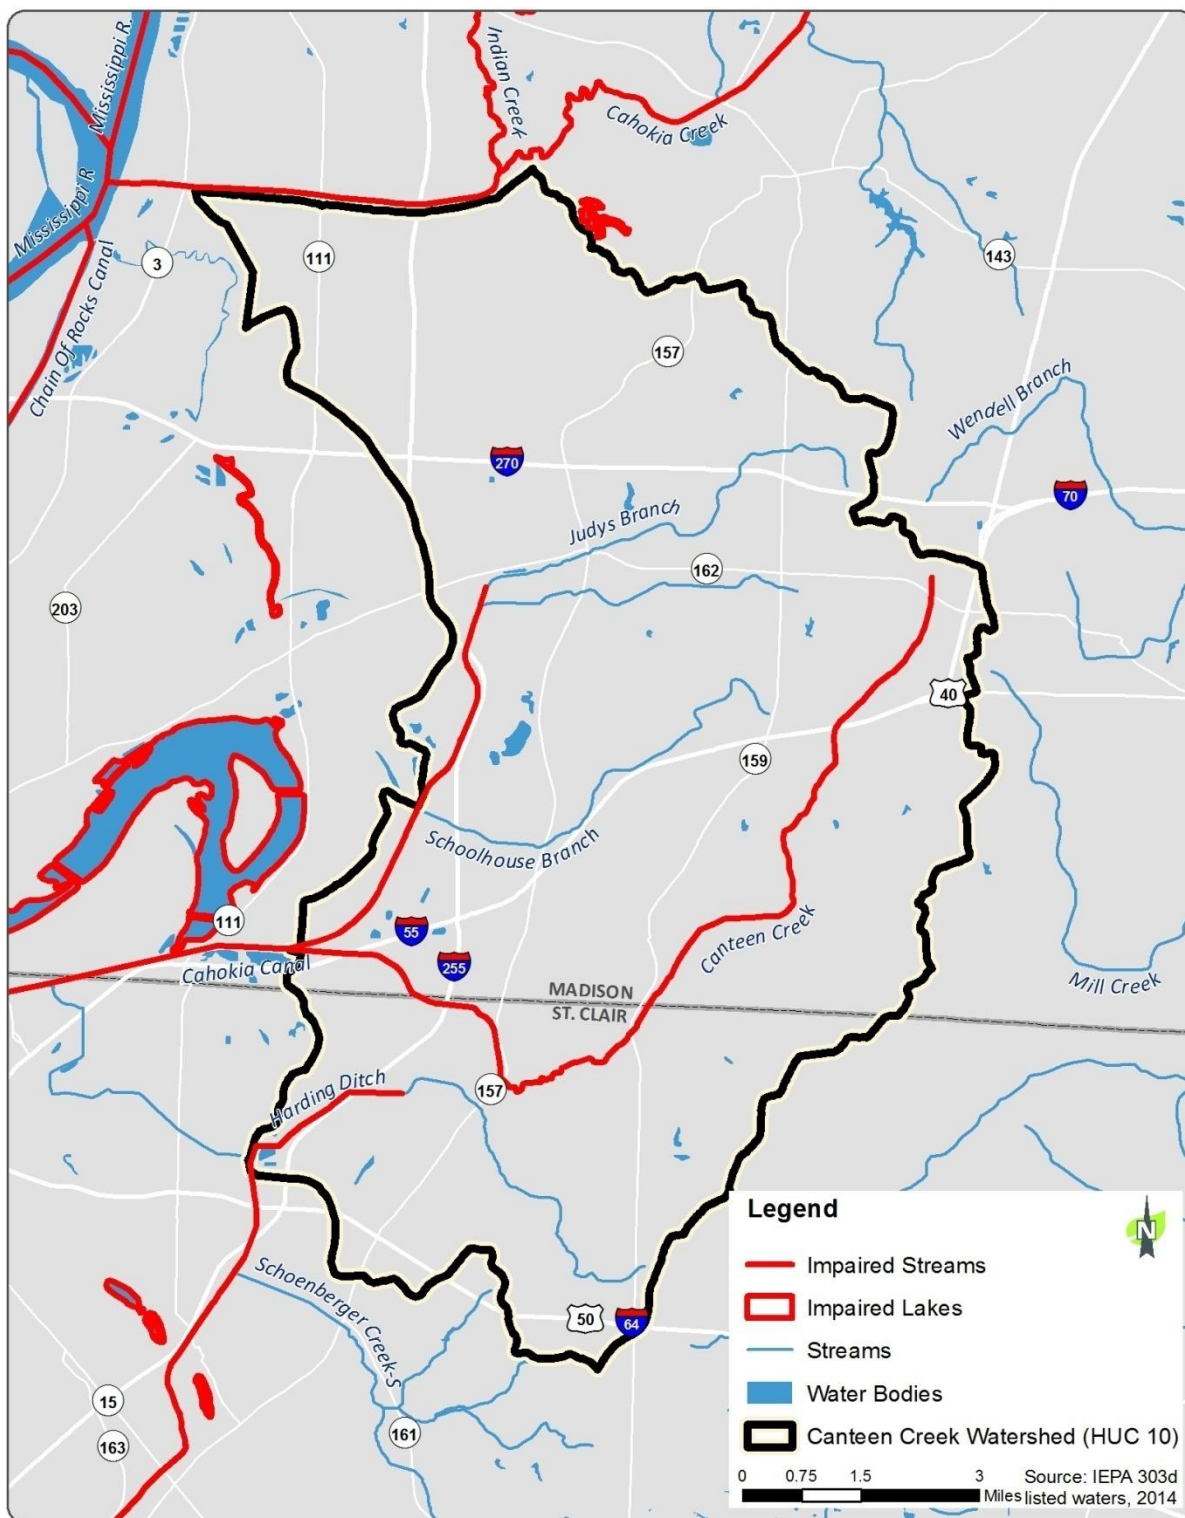 Mississippi R.
Indian Creek
Cahokia Creek
Mississippi R
Chain Of Rocks Canal
3
111
143
157
Wendell Branch
270
70
Judys Branch
162
203
40
159
Schoolhouse Branch
111
55
Canteen Creek
Cahokia Canal
255
Mill Creek
MADISON
ST. CLAIR
Harding Ditch
157
Schoenberger Creek-S
50
64
15
161
163
Legend
N
Impaired Streams
Impaired Lakes
Streams
Water Bodies
Canteen Creek Watershed (HUC 10)
0 0.75 1.5 3
Miles
Source: IEPA 303d
listed waters, 2014